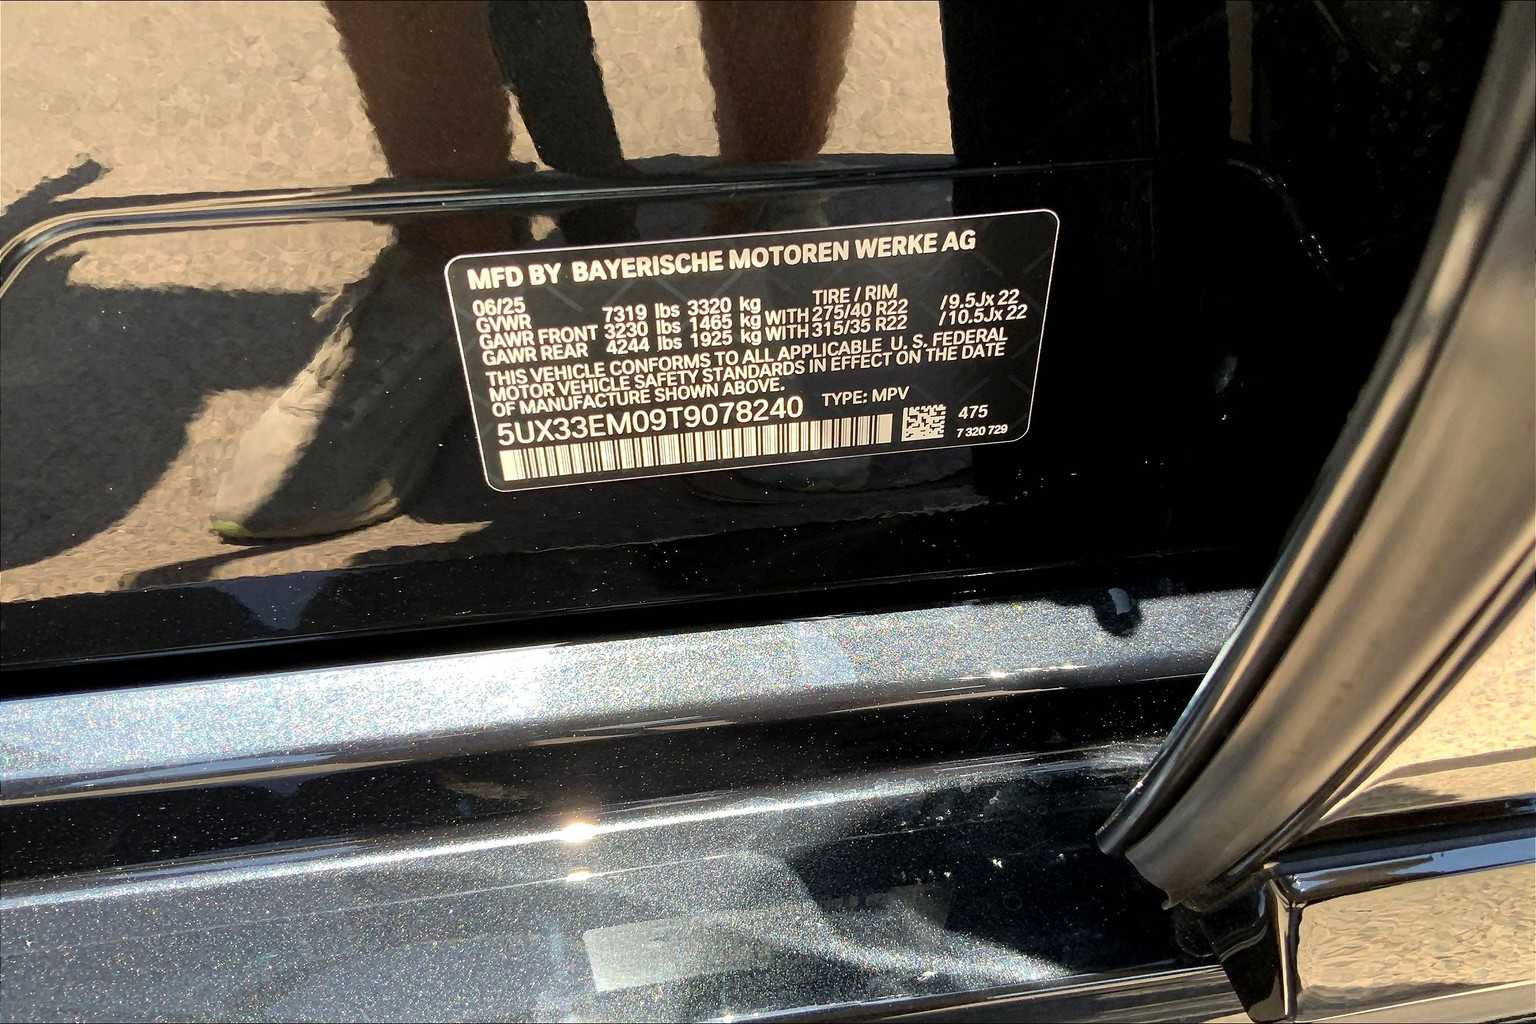 MFD BY BAYERISCHE MOTOREN WERKE AG
06/25 TIRE / RIM
GVWR 7319 lbs 3320 kg
GAWR FRONT 3230 lbs 1465 kg WITH 275/40 R22 /9.5Jx 22
GAWR REAR 4244 lbs 1925 kg WITH 315/35 R22 /10.5Jx 22
THIS VEHICLE CONFORMS TO ALL APPLICABLE U. S. FEDERAL
MOTOR VEHICLE SAFETY STANDARDS IN EFFECT ON THE DATE
OF MANUFACTURE SHOWN ABOVE.
5UX33EM09T9078240 TYPE: MPV
475
7 320 729